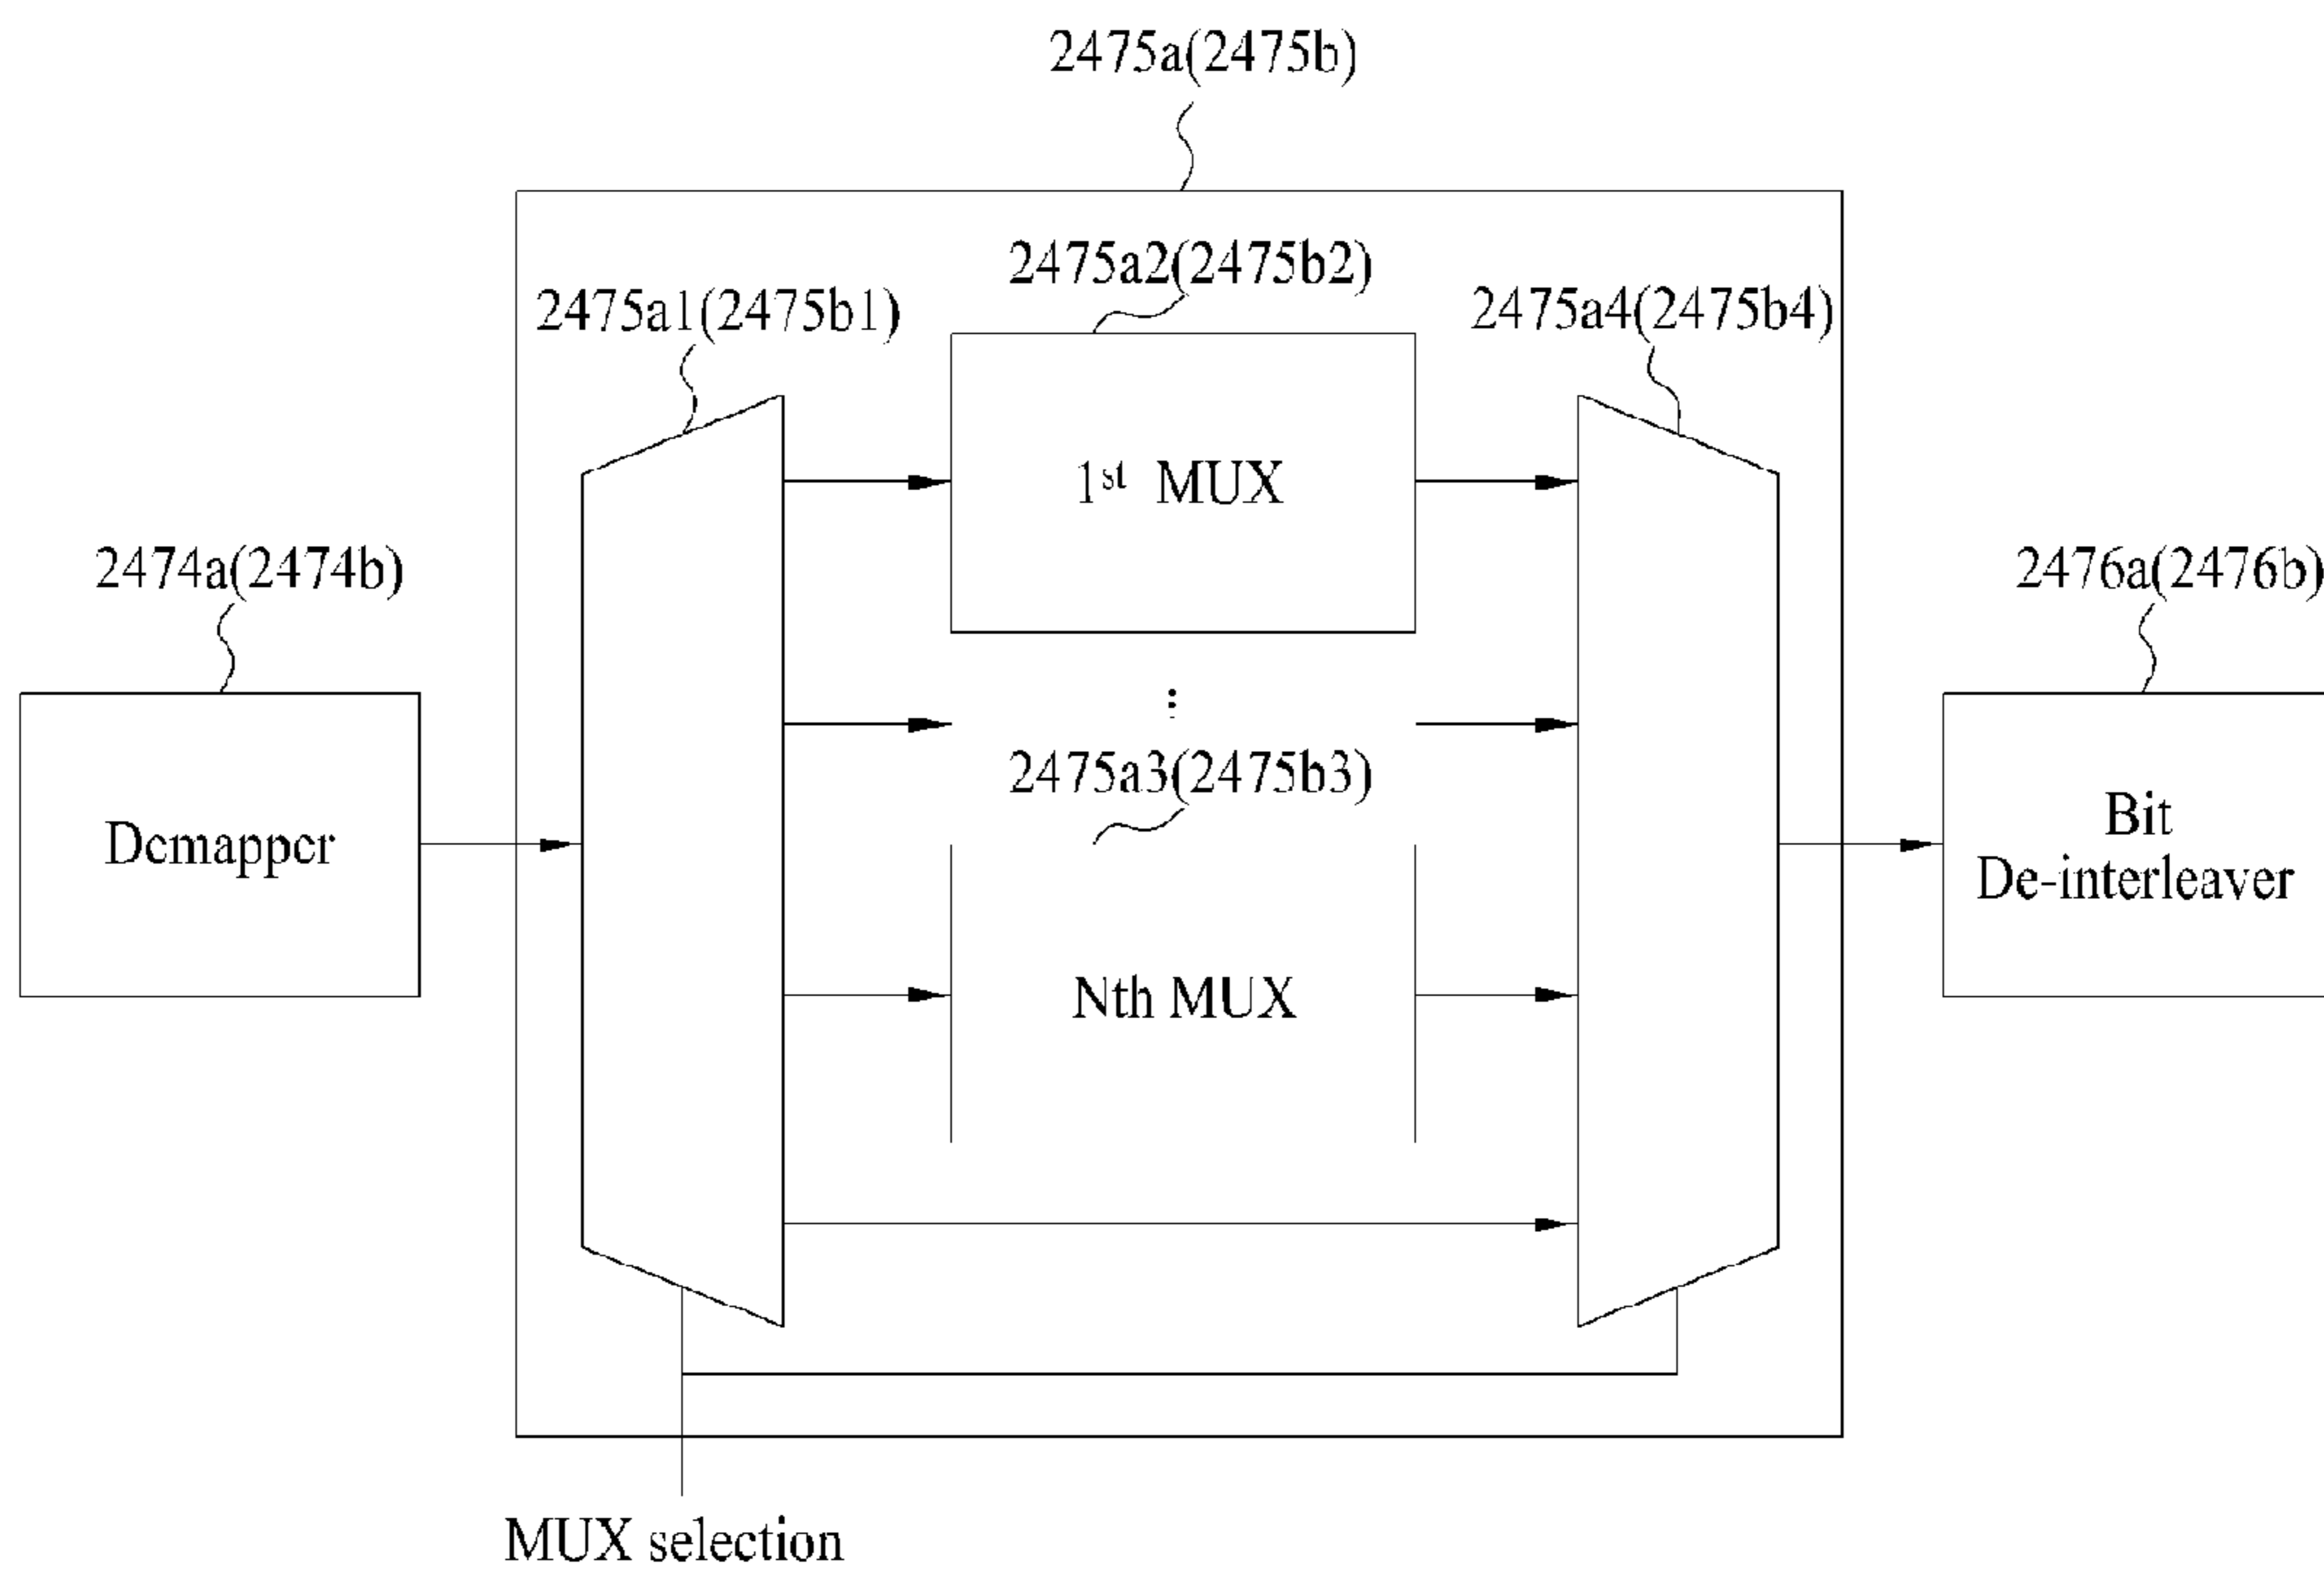 2475a(2475b)
2475a2(2475b2)
2475a1(2475b1)
2475a4(2475b4)
1st MUX
2474a(2474b)
2476a(2476b)
2475a3(2475b3)
Demapper
Bit
De-interleaver
Nth MUX
MUX selection